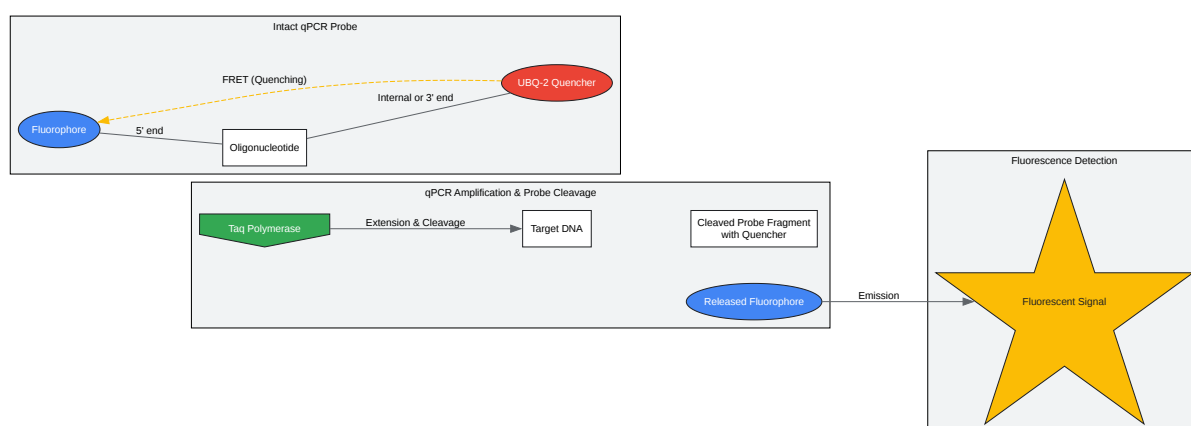 Intact qPCR Probe
FRET (Quenching)
UBQ-2 Quencher
Internal or 3' end
Fluorophore
5' end
Oligonucleotide
qPCR Amplification & Probe Cleavage
Taq Polymerase
Extension & Cleavage
Target DNA
Cleaved Probe Fragment
with Quencher
Released Fluorophore
Emission
Fluorescence Detection
Fluorescent Signal